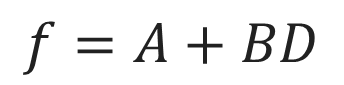 f = A + BD